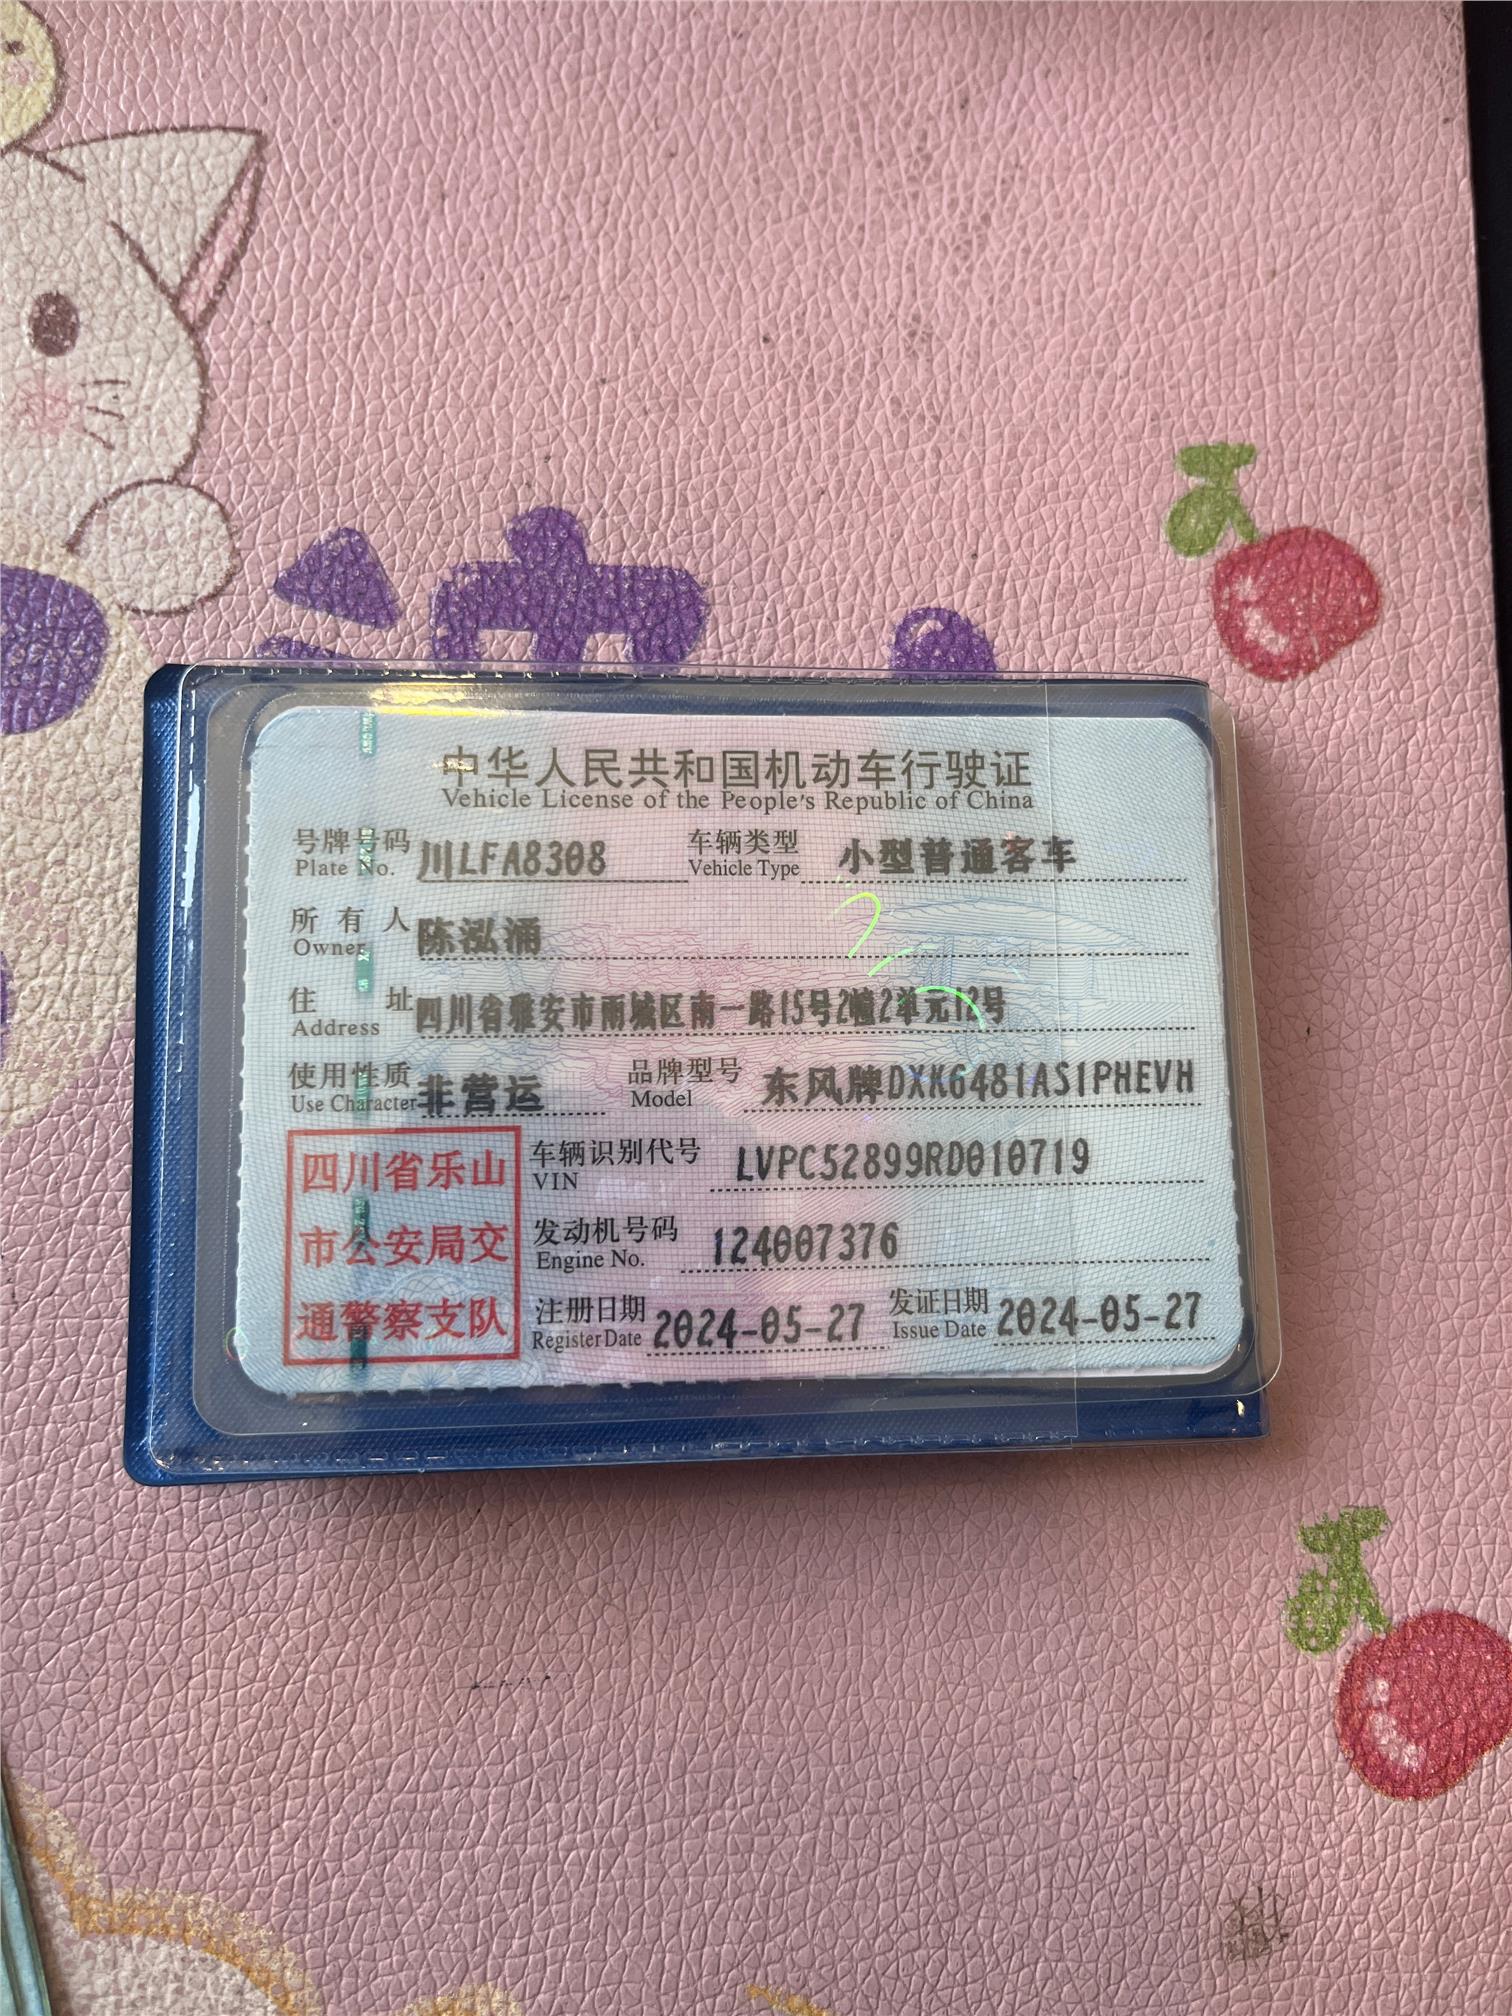 中华人民共和国机动车行驶证
Vehicle License of the People's Republic of China
号牌号码 川LFA8308 车辆类型 小型普通客车
Plate No. Vehicle Type
所有人 陈泓涌
Owner
住址 四川省雅安市雨城区南一路15号2幢2单元12号
Address
使用性质 非营运 品牌型号 东风牌DXK6481AS1PHEVH
Use Character Model
四川省乐山
市公安局交
通警察支队
车辆识别代号 LVPC52899RD010719
VIN
发动机号码 124007376
Engine No.
注册日期 2024-05-27 发证日期 2024-05-27
Register Date Issue Date